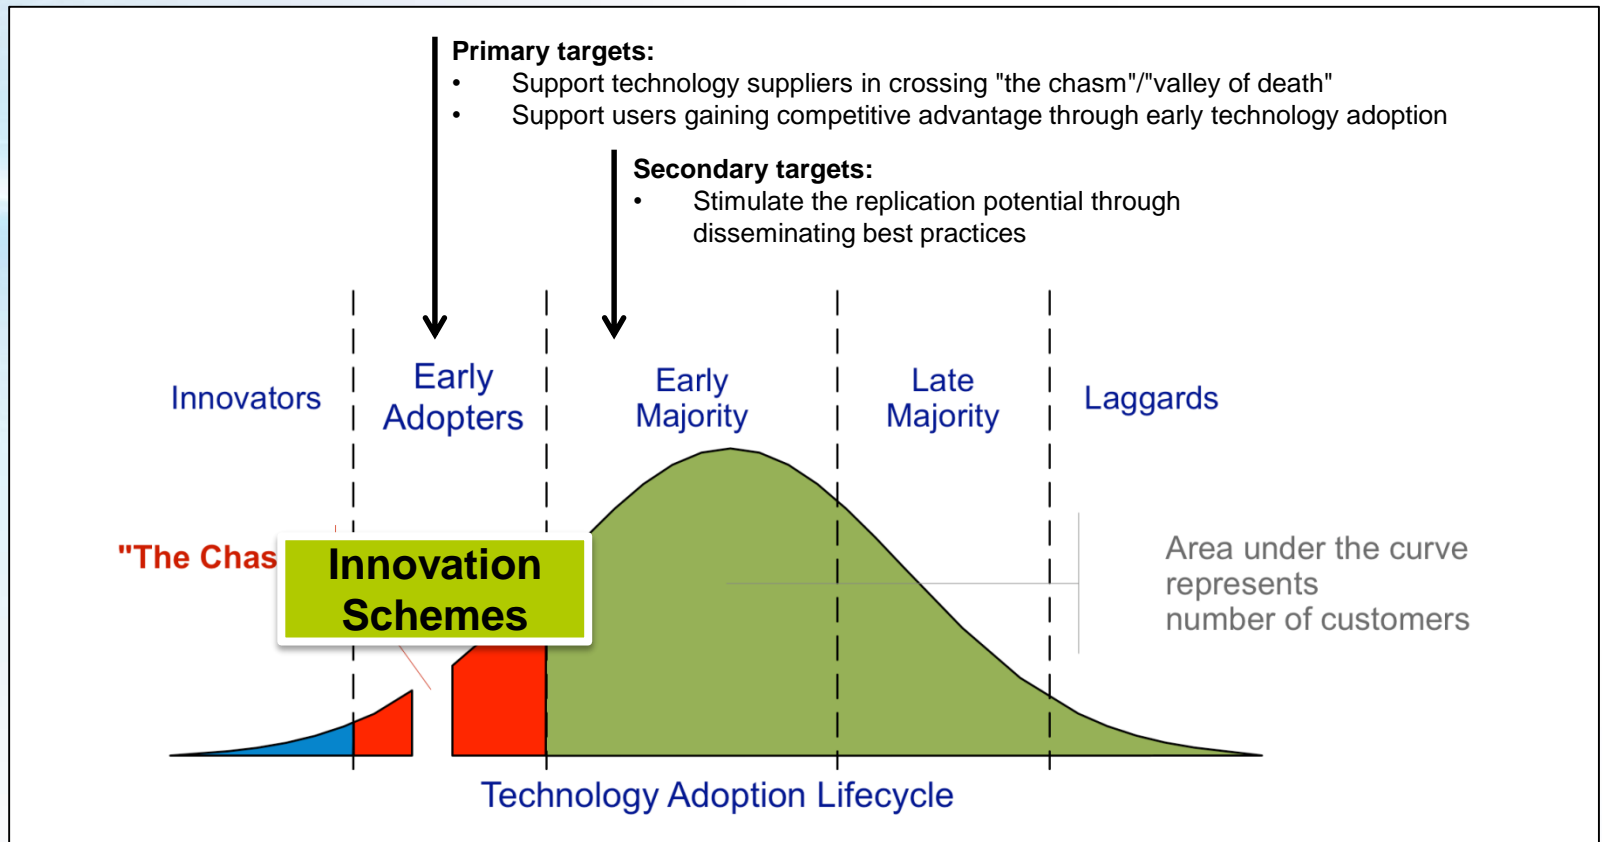 Primary targets:
• Support technology suppliers in crossing "the chasm"/"valley of death"
• Support users gaining competitive advantage through early technology adoption
Secondary targets:
• Stimulate the replication potential through
disseminating best practices
Innovators
Early
Adopters
Early
Majority
Late
Majority
Laggards
"The Chas
Innovation
Schemes
Area under the curve
represents
number of customers
Technology Adoption Lifecycle